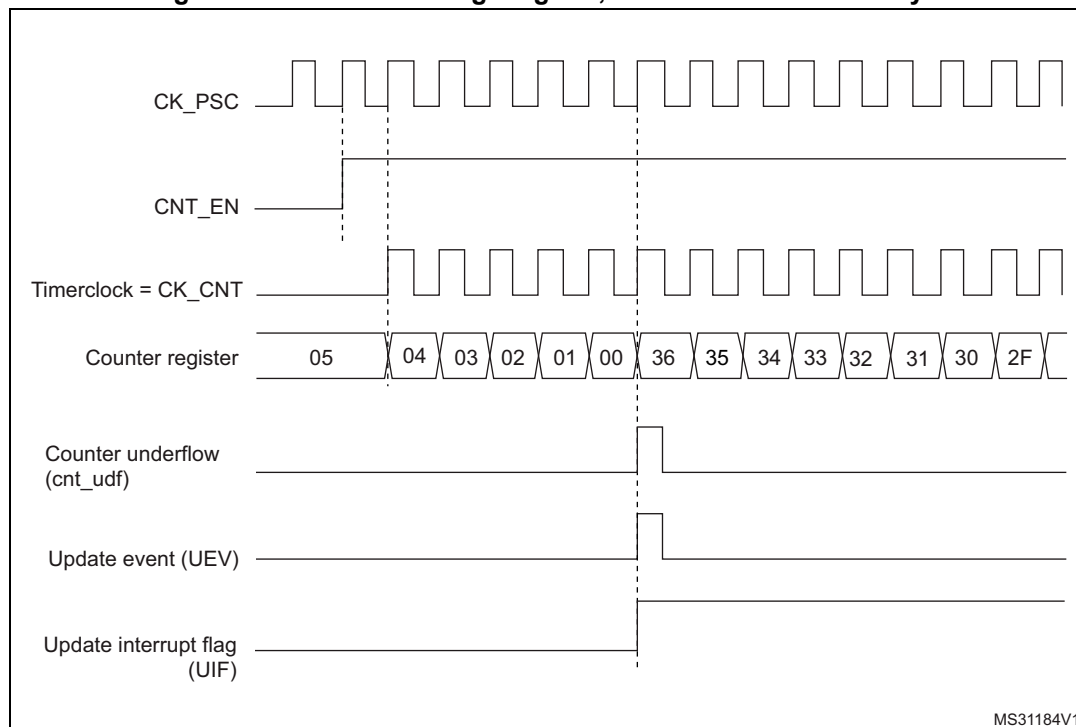 CK_PSC
CNT_EN
Timerclock = CK_CNT
Counter register 05 04 03 02 01 00 36 35 34 33 32 31 30 2F
Counter underflow
(cnt_udf)
Update event (UEV)
Update interrupt flag
(UIF)
MS31184V1